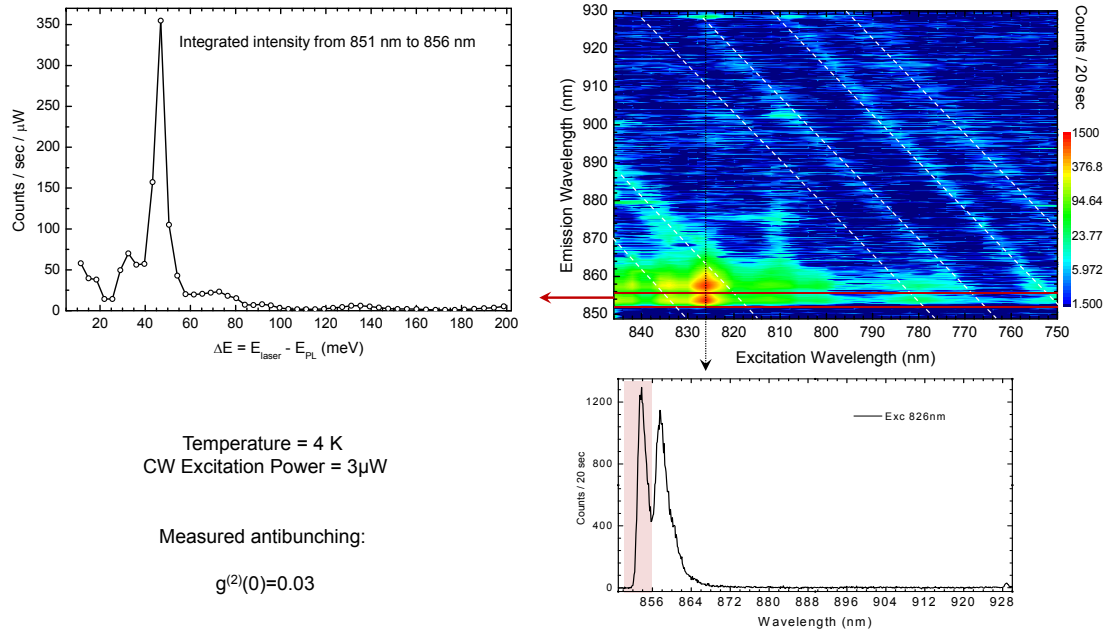 350
300
250
200
150
100
50
0
Counts / sec / μW
Integrated intensity from 851 nm to 856 nm
20 40 60 80 100 120 140 160 180 200
ΔE = E_laser - E_PL (meV)
930
920
910
900
890
880
870
860
850
Emission Wavelength (nm)
840 830 820 810 800 790 780 770 760 750
Excitation Wavelength (nm)
Counts / 20 sec
1500
376.8
94.64
23.77
5.972
1.500
Temperature = 4 K
CW Excitation Power = 3μW
Measured antibunching:
g(2)(0)=0.03
1200
800
400
0
Counts / 20 sec
Exc 826nm
856 864 872 880 888 896 904 912 920 928
Wavelength (nm)